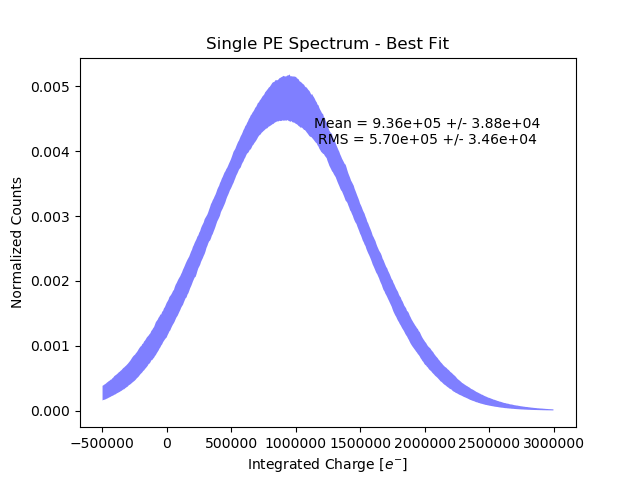 Single PE Spectrum - Best Fit
Mean = 9.36e+05 +/- 3.88e+04
RMS = 5.70e+05 +/- 3.46e+04
Normalized Counts
0.005
0.004
0.003
0.002
0.001
0.000
−500000 0 500000 1000000 1500000 2000000 2500000 3000000
Integrated Charge [e⁻]